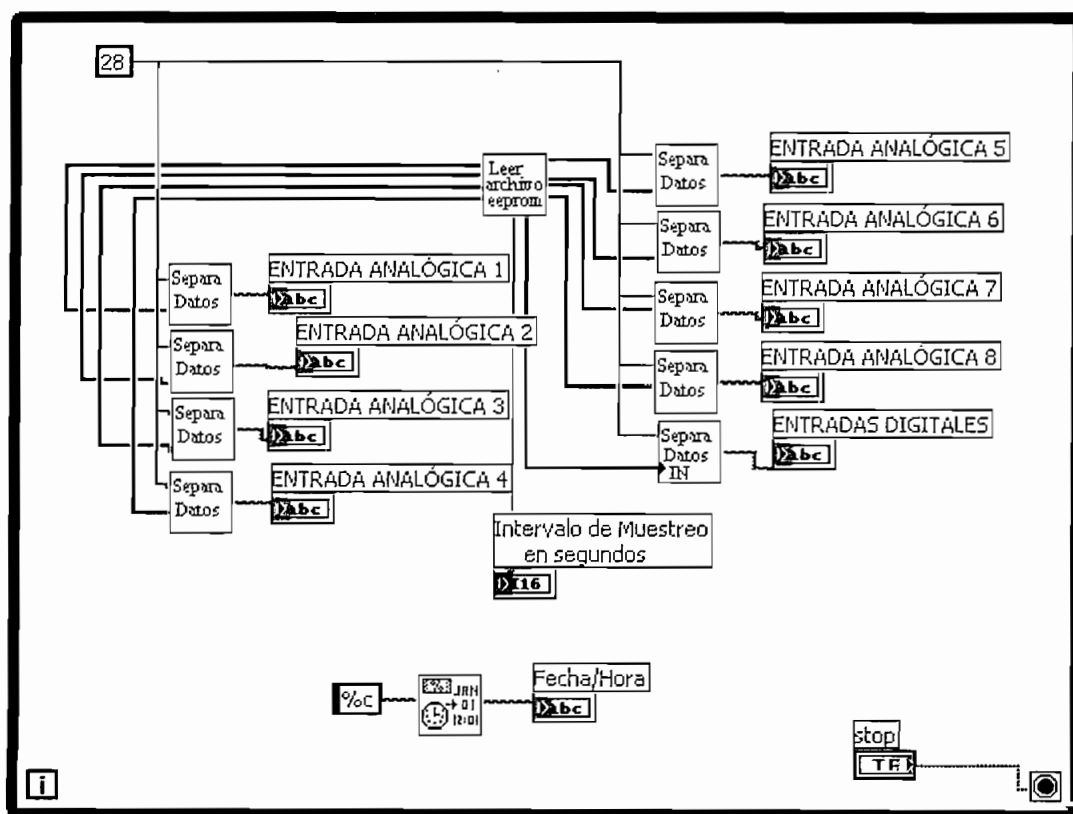 28
Leer
archivo
eeprom
Separa
Datos
ENTRADA ANALÓGICA 5
abc
Separa
Datos
ENTRADA ANALÓGICA 6
abc
Separa
Datos
ENTRADA ANALÓGICA 1
abc
Separa
Datos
ENTRADA ANALÓGICA 7
abc
Separa
Datos
ENTRADA ANALÓGICA 2
abc
Separa
Datos
ENTRADA ANALÓGICA 8
abc
Separa
Datos
ENTRADA ANALÓGICA 3
abc
Separa
Datos
IN
ENTRADAS DIGITALES
abc
Separa
Datos
ENTRADA ANALÓGICA 4
abc
Intervalo de Muestreo
en segundos
I16
%c
JAN
01
12:01
Fecha/Hora
abc
stop
TF
i